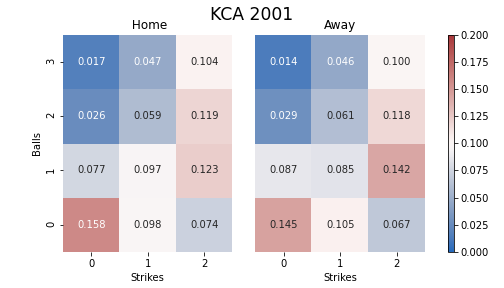 KCA 2001
Home
Away
3 0.017 0.047 0.104
2 0.026 0.059 0.119
1 0.077 0.097 0.123
0 0.158 0.098 0.074
0 1 2
Balls
Strikes
0.014 0.046 0.100
0.029 0.061 0.118
0.087 0.085 0.142
0.145 0.105 0.067
0 1 2
Strikes
0.200
0.175
0.150
0.125
0.100
0.075
0.050
0.025
0.000